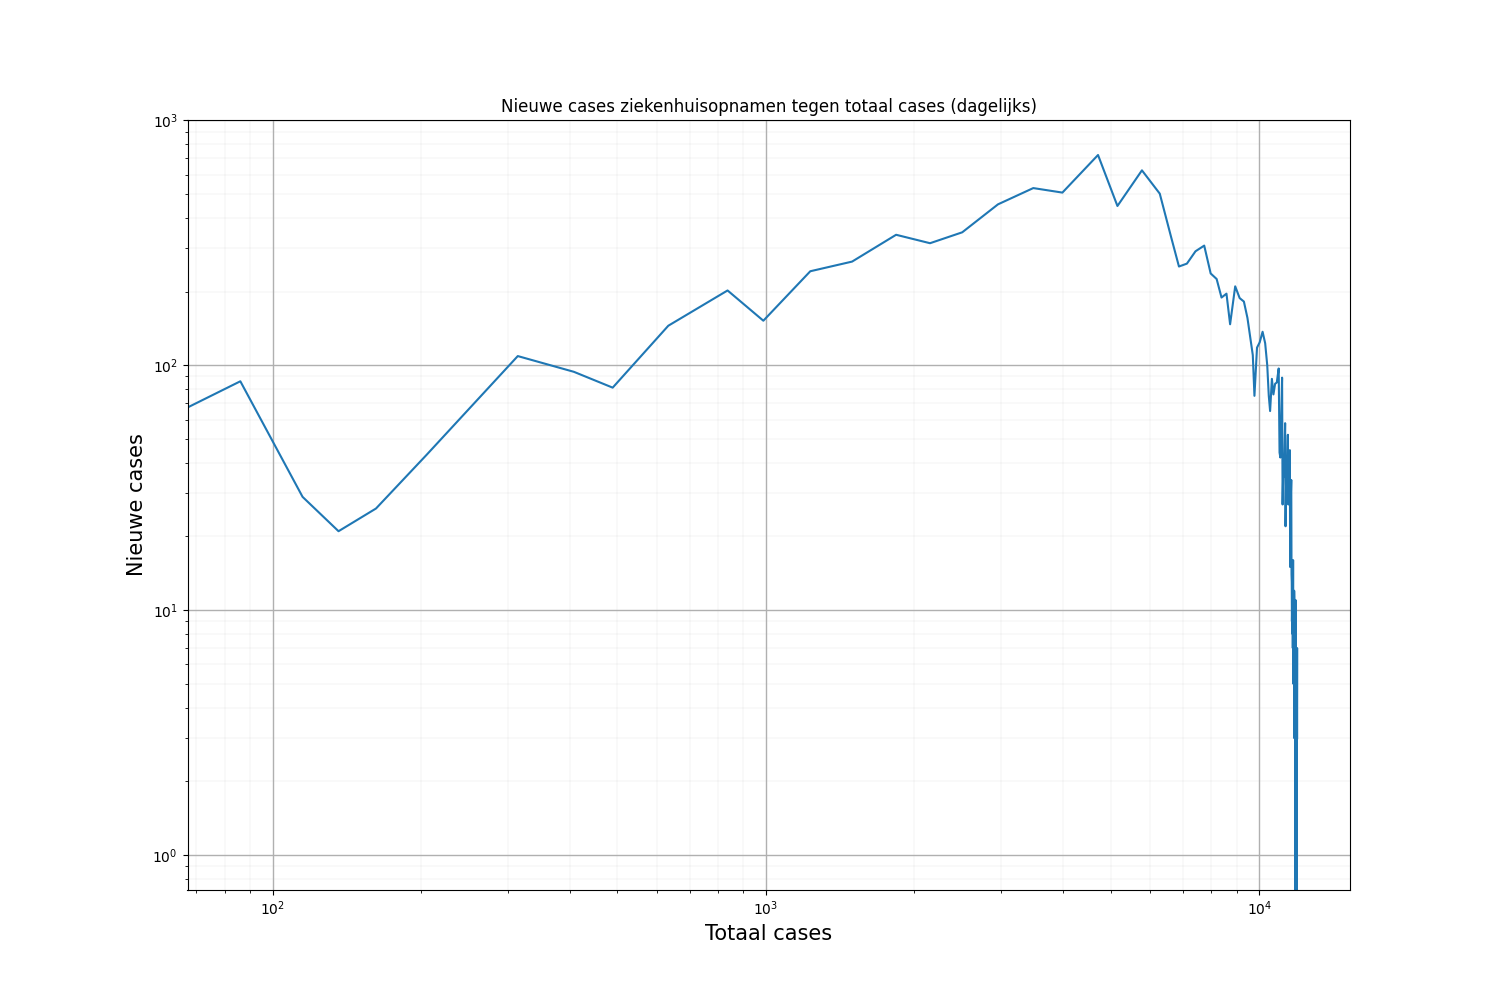 Nieuwe cases ziekenhuisopnamen tegen totaal cases (dagelijks)
10³
10²
10¹
10⁰
Nieuwe cases
10² 10³ 10⁴
Totaal cases